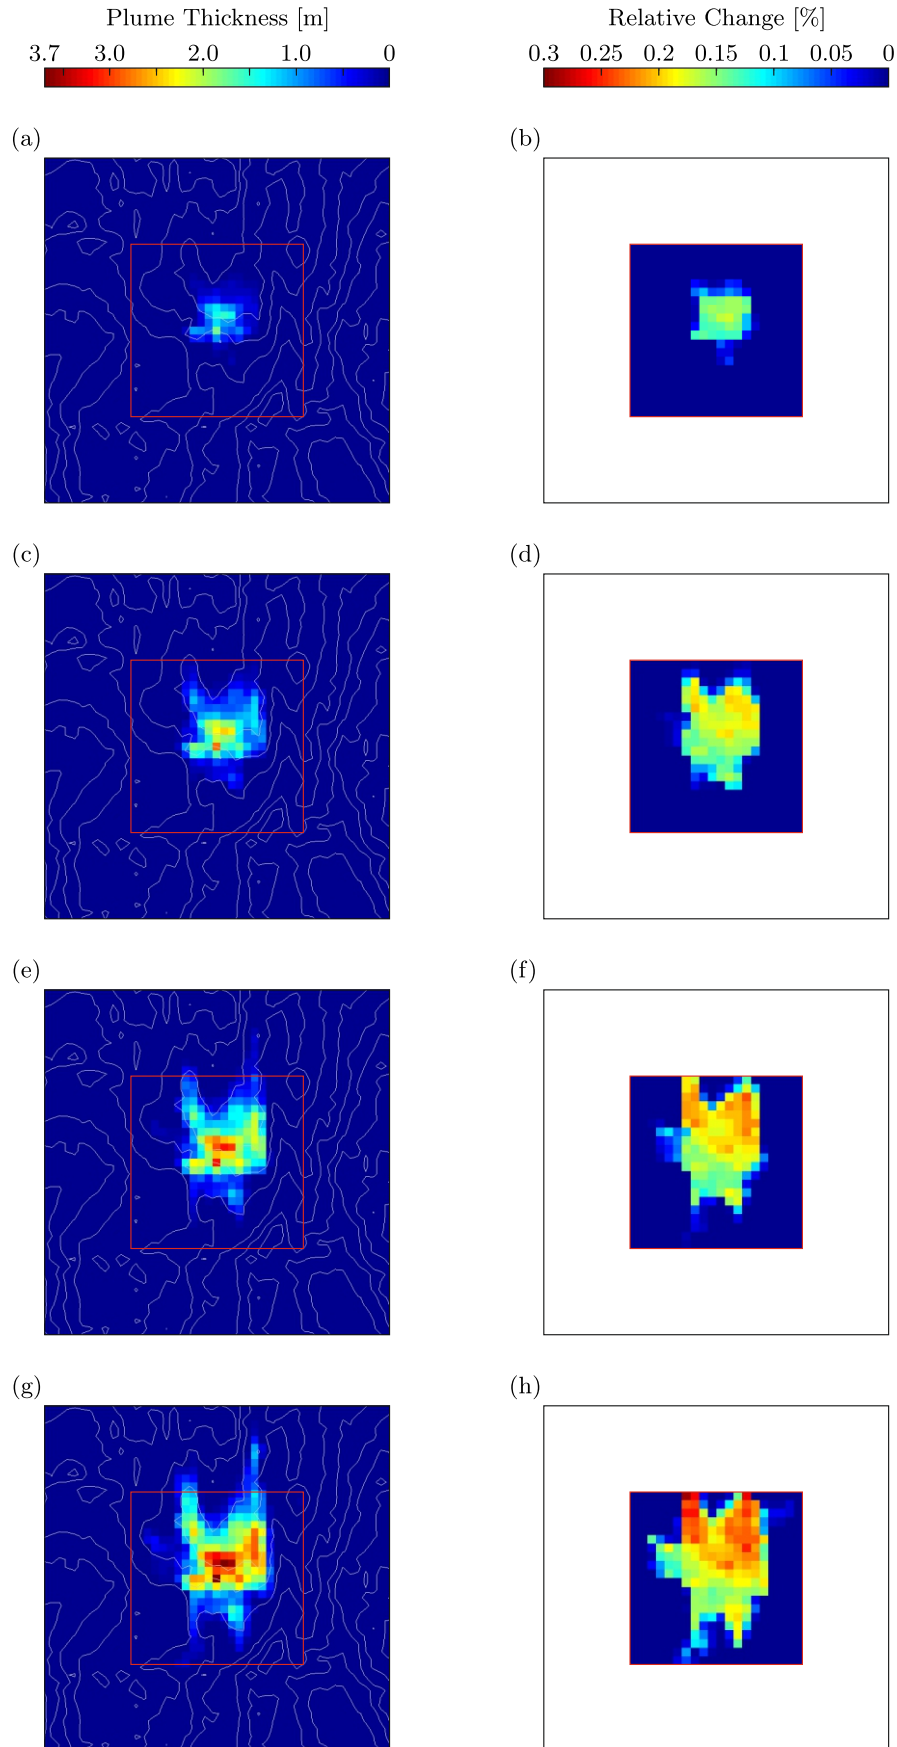 Plume Thickness [m]
Relative Change [%]
3.7 3.0 2.0 1.0 0
0.3 0.25 0.2 0.15 0.1 0.05 0
(a)
(b)
(c)
(d)
(e)
(f)
(g)
(h)